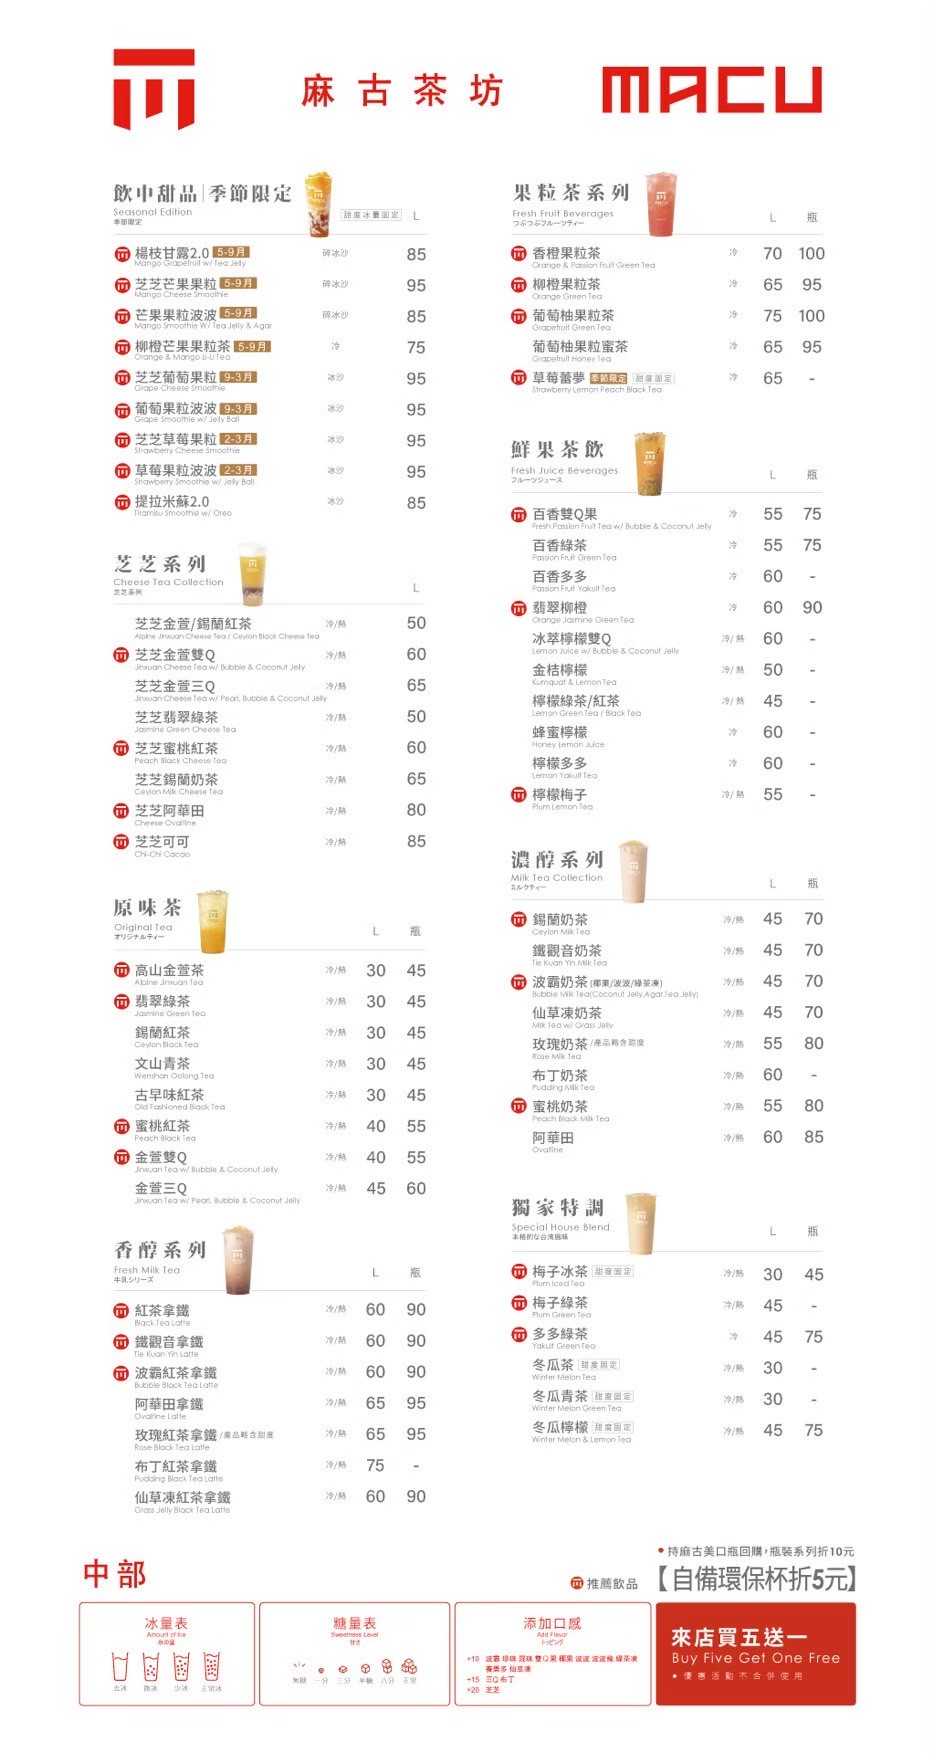 麻古茶坊 MACU
飲中甜品|季節限定
Seasonal Edition
季節限定
甜度冰量固定 L
楊枝甘露2.0 5-9月 碎冰沙 85
Mango Grapefruit w/ Tea Jelly
芝芝芒果果粒 5-9月 碎冰沙 95
Mango Cheese Smoothie
芒果果粒波波 5-9月 碎冰沙 85
Mango Smoothie W/ Tea Jelly & Agar
柳橙芒果果粒茶 5-9月 冷 75
Orange & Mango Li-Li Tea
芝芝葡萄果粒 9-3月 冰沙 95
Grape Cheese Smoothie
葡萄果粒波波 9-3月 冰沙 95
Grape Smoothie w/ Jelly Ball
芝芝草莓果粒 2-3月 冰沙 95
Strawberry Cheese Smoothie
草莓果粒波波 2-3月 冰沙 95
Strawberry Smoothie w/ Jelly Ball
提拉米蘇2.0 冰沙 85
Tiramisu Smoothie w/ Oreo
芝芝系列
Cheese Tea Collection
芝芝系列
L
芝芝金萱/錫蘭紅茶 冷/熱 50
Alpine Jinxuan Cheese Tea / Ceylon Black Cheese Tea
芝芝金萱雙Q 冷/熱 60
Jinxuan Cheese Tea w/ Bubble & Coconut Jelly
芝芝金萱三Q 冷/熱 65
Jinxuan Cheese Tea w/ Pearl, Bubble & Coconut Jelly
芝芝翡翠綠茶 冷/熱 50
Jasmine Green Cheese Tea
芝芝蜜桃紅茶 冷/熱 60
Peach Black Cheese Tea
芝芝錫蘭奶茶 冷/熱 65
Ceylon Milk Cheese Tea
芝芝阿華田 冷/熱 80
Cheese Ovaltine
芝芝可可 冷/熱 85
Chi-Chi Cacao
原味茶
Original Tea
オリジナルティー
L 瓶
高山金萱茶 冷/熱 30 45
Alpine Jinxuan Tea
翡翠綠茶 冷/熱 30 45
Jasmine Green Tea
錫蘭紅茶 冷/熱 30 45
Ceylon Black Tea
文山青茶 冷/熱 30 45
Wenshan Oolong Tea
古早味紅茶 冷/熱 30 45
Old Fashioned Black Tea
蜜桃紅茶 冷/熱 40 55
Peach Black Tea
金萱雙Q 冷/熱 40 55
Jinxuan Tea w/ Bubble & Coconut Jelly
金萱三Q 冷/熱 45 60
Jinxuan Tea w/ Pearl, Bubble & Coconut Jelly
香醇系列
Fresh Milk Tea
牛乳シリーズ
L 瓶
紅茶拿鐵 冷/熱 60 90
Black Tea Latte
鐵觀音拿鐵 冷/熱 60 90
Tie Kuan Yin Latte
波霸紅茶拿鐵 冷/熱 60 90
Bubble Black Tea Latte
阿華田拿鐵 冷/熱 65 95
Ovaltine Latte
玫瑰紅茶拿鐵 /產品略含甜度 冷/熱 65 95
Rose Black Tea Latte
布丁紅茶拿鐵 冷/熱 75 -
Pudding Black Tea Latte
仙草凍紅茶拿鐵 冷/熱 60 90
Grass Jelly Black Tea Latte
果粒茶系列
Fresh Fruit Beverages
つぶつぶフルーツティー
L 瓶
香橙果粒茶 冷 70 100
Orange & Passion Fruit Green Tea
柳橙果粒茶 冷 65 95
Orange Green Tea
葡萄柚果粒茶 冷 75 100
Grapefruit Green Tea
葡萄柚果粒蜜茶 冷 65 95
Grapefruit Honey Tea
草莓蕾夢 季節限定 甜度固定 冷 65 -
Strawberry Lemon Peach Black Tea
鮮果茶飲
Fresh Juice Beverages
フルーツジュース
L 瓶
百香雙Q果 冷 55 75
Fresh Passion Fruit Tea w/ Bubble & Coconut Jelly
百香綠茶 冷 55 75
Passion Fruit Green Tea
百香多多 冷 60 -
Passion Fruit Yakult Tea
翡翠柳橙 冷 60 90
Orange Jasmine Green Tea
冰萃檸檬雙Q 冷/熱 60 -
Lemon Juice w/ Bubble & Coconut Jelly
金桔檸檬 冷/熱 50 -
Kumquat & Lemon Tea
檸檬綠茶/紅茶 冷/熱 45 -
Lemon Green Tea / Black Tea
蜂蜜檸檬 冷 60 -
Honey Lemon Juice
檸檬多多 冷 60 -
Lemon Yakult Tea
檸檬梅子 冷/熱 55 -
Plum Lemon Tea
濃醇系列
Milk Tea Collection
ミルクティー
L 瓶
錫蘭奶茶 冷/熱 45 70
Ceylon Milk Tea
鐵觀音奶茶 冷/熱 45 70
Tie Kuan Yin Milk Tea
波霸奶茶 (椰果/波波/綠茶凍) 冷/熱 45 70
Bubble Milk Tea(Coconut Jelly,Agar,Tea Jelly)
仙草凍奶茶 冷/熱 45 70
Milk Tea w/ Grass Jelly
玫瑰奶茶 /產品略含甜度 冷/熱 55 80
Rose Milk Tea
布丁奶茶 冷/熱 60 -
Pudding Milk Tea
蜜桃奶茶 冷/熱 55 80
Peach Black Milk Tea
阿華田 冷/熱 60 85
Ovaltine
獨家特調
Special House Blend
本格的な台湾風味
L 瓶
梅子冰茶 甜度固定 冷/熱 30 45
Plum Iced Tea
梅子綠茶 冷/熱 45 -
Plum Green Tea
多多綠茶 冷 45 75
Yakult Green Tea
冬瓜茶 甜度固定 冷/熱 30 -
Winter Melon Tea
冬瓜青茶 甜度固定 冷/熱 30 -
Winter Melon Green Tea
冬瓜檸檬 甜度固定 冷/熱 45 75
Winter Melon & Lemon Tea
中部
推薦飲品
• 持麻古美口瓶回購，瓶裝系列折10元
【自備環保杯折5元】
冰量表
Amount of Ice
氷の量
去冰 微冰 少冰 正常冰
糖量表
Sweetness Level
甘さ
無糖 一分 三分 半糖 八分 正常
添加口感
Add Flavor
トッピング
+10 波霸 珍珠 混珠 雙Q果 椰果 波波 波波條 綠茶凍
養樂多 仙草凍
+15 三Q 布丁
+20 芝芝
來店買五送一
Buy Five Get One Free
• 優惠活動不合併使用